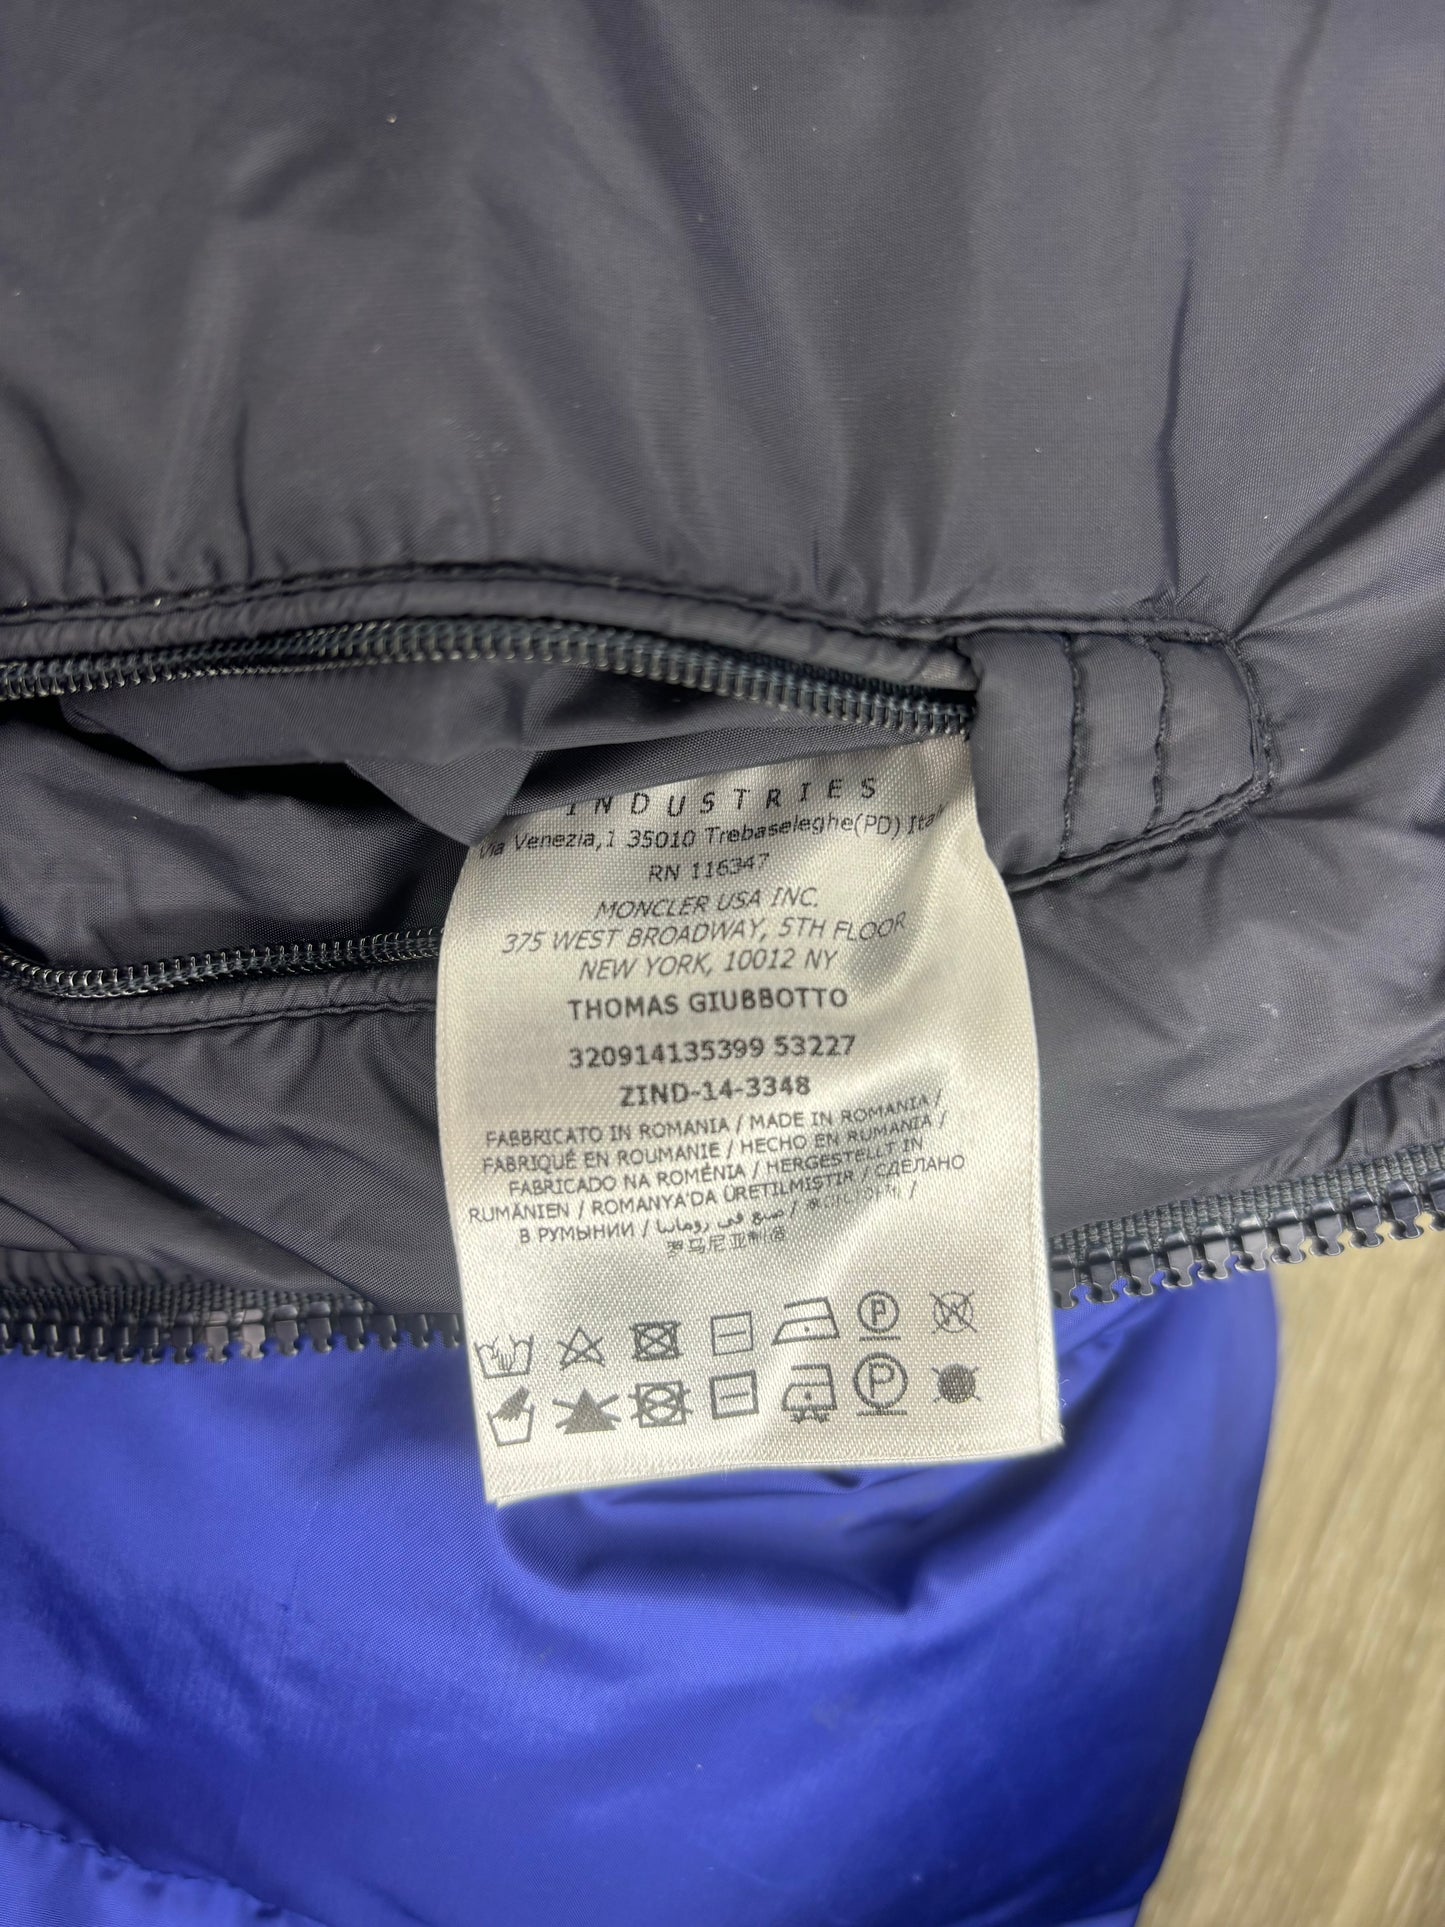 INDUSTRIES
Via Venezia,1 35010 Trebaseleghe(PD) Italy
RN 116347
MONCLER USA INC.
375 WEST BROADWAY, 5TH FLOOR
NEW YORK, 10012 NY
THOMAS GIUBBOTTO
320914135399 53227
ZIND-14-3348
FABBRICATO IN ROMANIA / MADE IN ROMANIA /
FABRIQUÉ EN ROUMANIE / HECHO EN RUMANIA /
FABRICADO NA ROMÉNIA / HERGESTELLT IN
RUMÄNIEN / ROMANYA'DA ÜRETILMIŞTIR / СДЕЛАНО
В РУМЫНИИ / صنع في رومانيا / /
罗马尼亚制造
P W
P